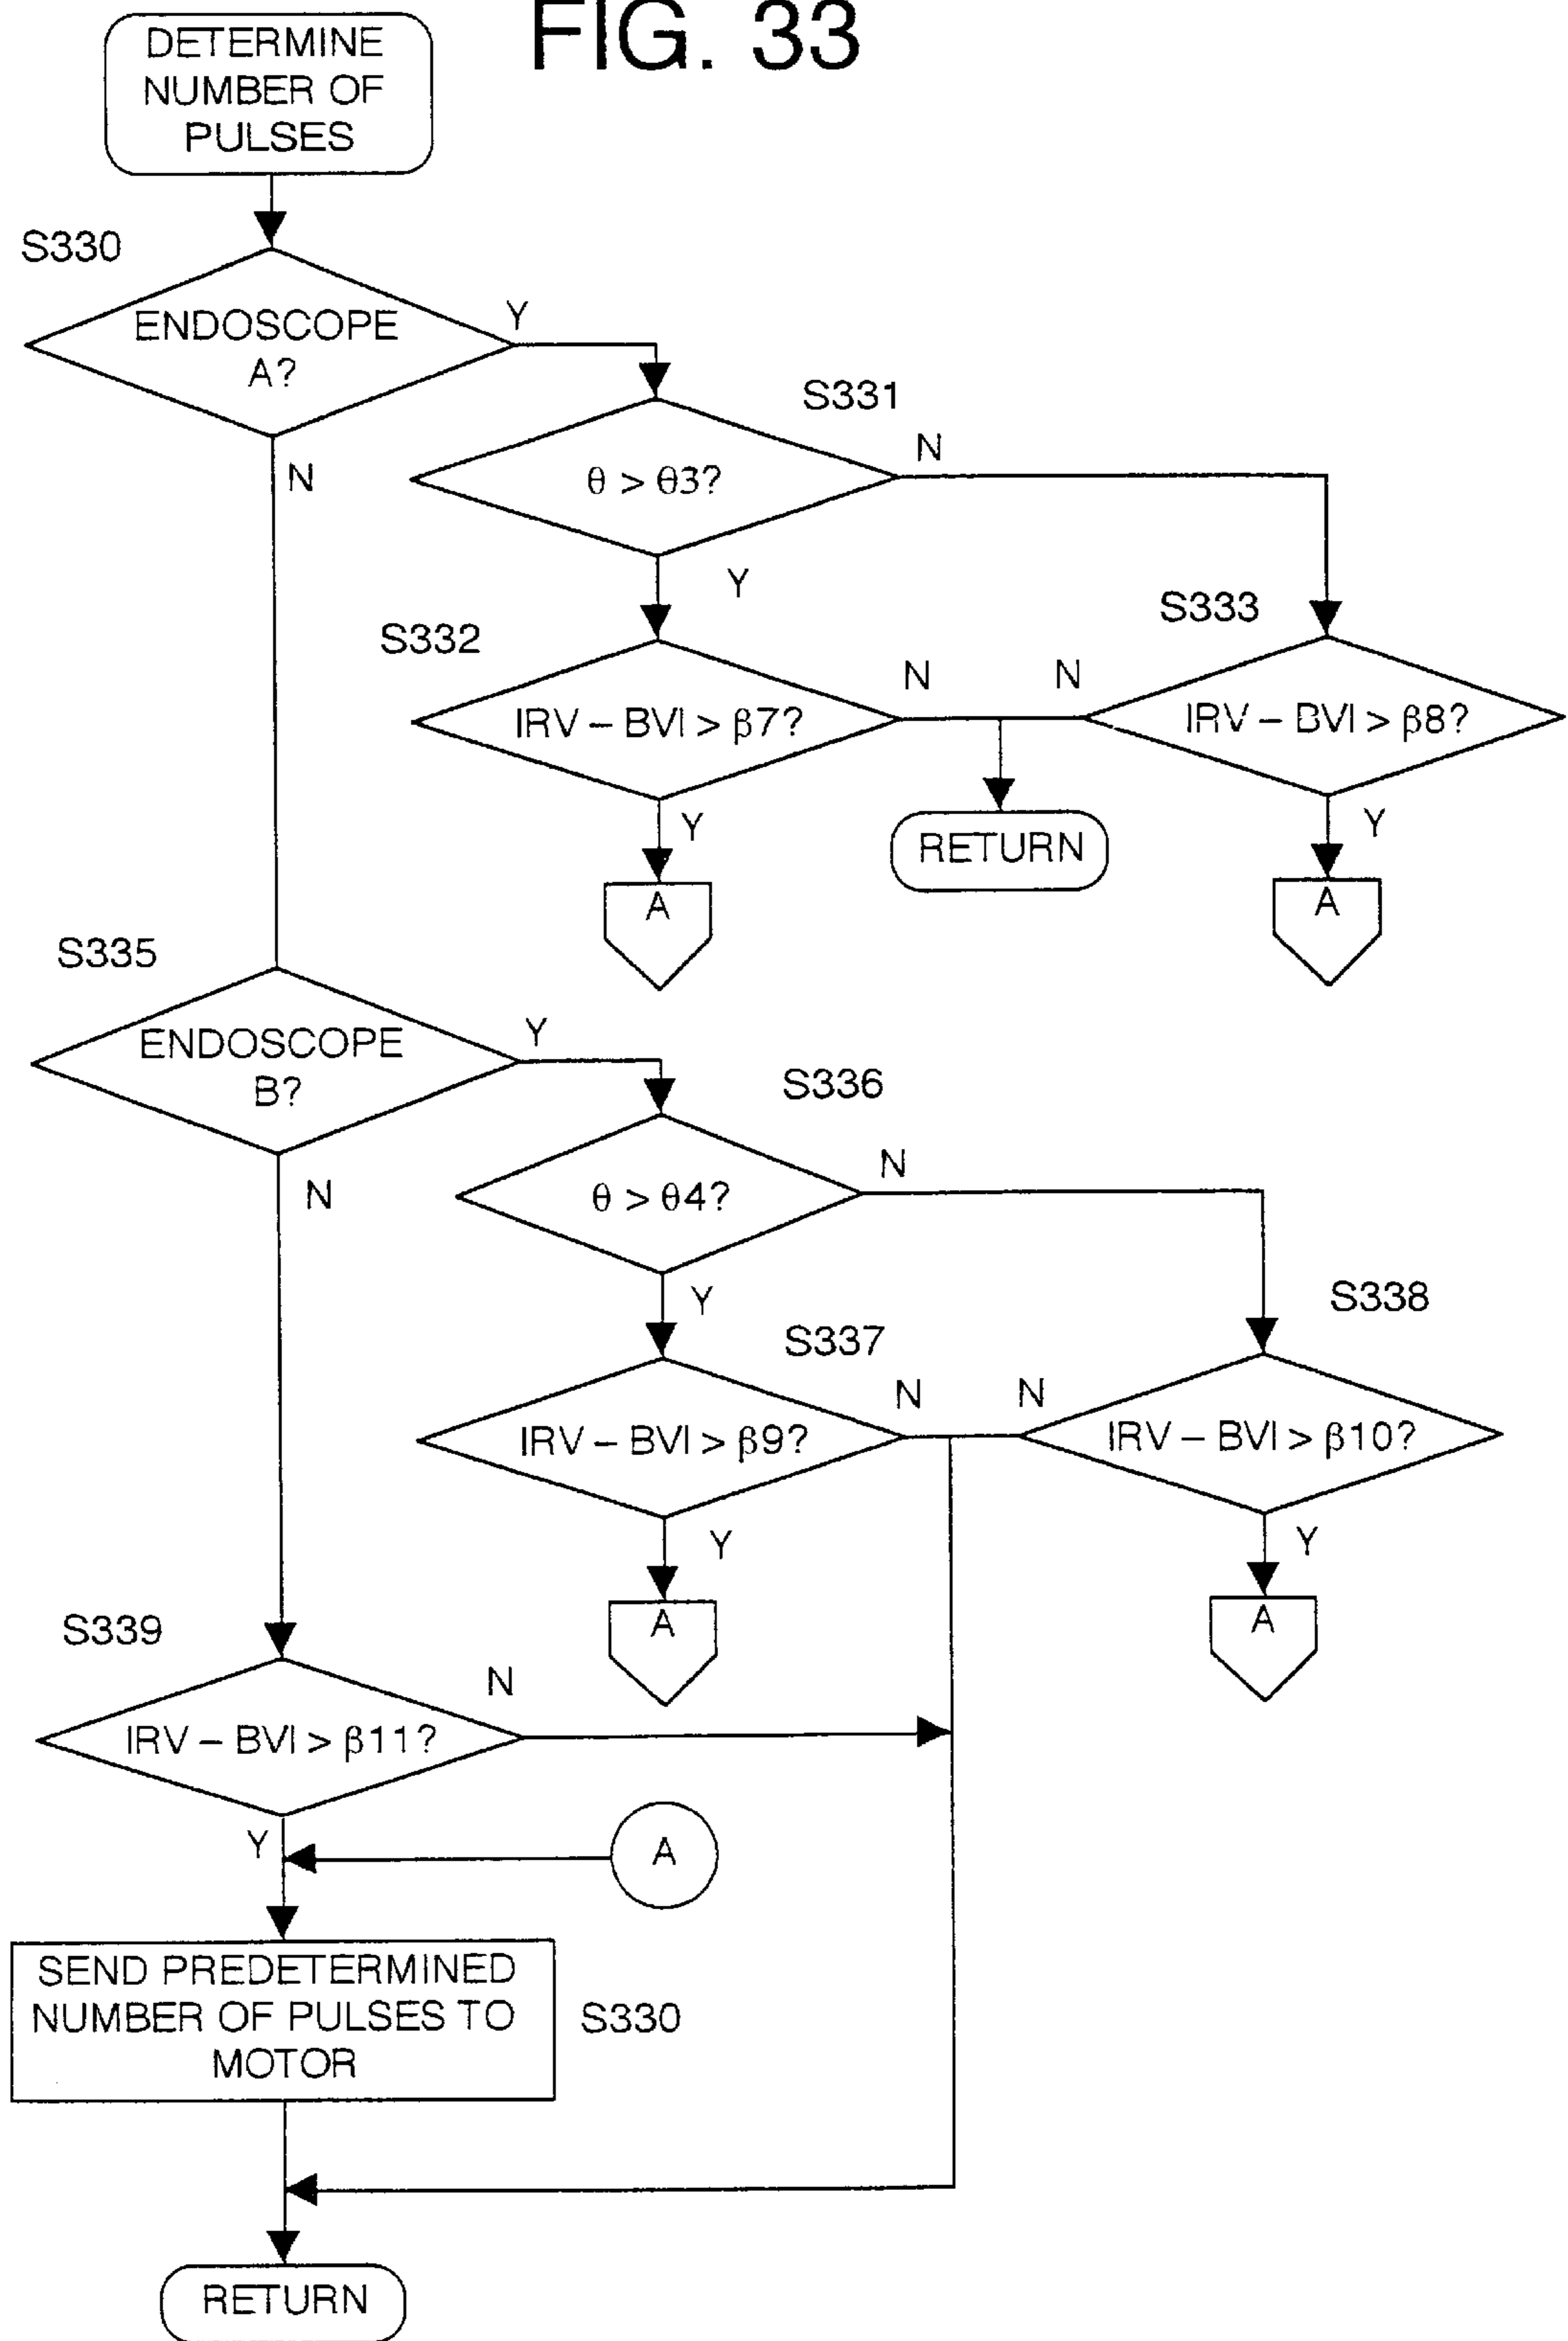 FIG. 33
DETERMINE
NUMBER OF
PULSES
S330
ENDOSCOPE
A?
Y
N
S331
θ > θ3?
N
Y
S332
IRV – BVI > β7?
N
Y
S333
IRV – BVI > β8?
N
Y
RETURN
A
A
S335
ENDOSCOPE
B?
Y
N
S336
θ > θ4?
N
Y
S337
IRV – BVI > β9?
N
Y
S338
IRV – BVI > β10?
N
Y
A
A
S339
IRV – BVI > β11?
N
Y
A
SEND PREDETERMINED
NUMBER OF PULSES TO
MOTOR
S330
RETURN